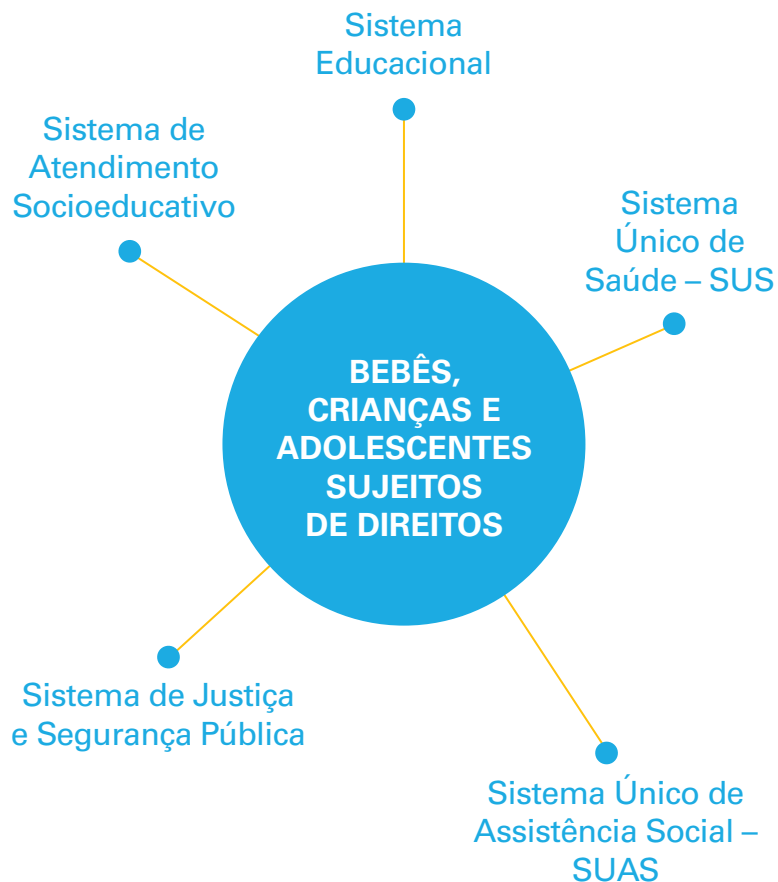 Sistema
Educacional
Sistema de
Atendimento
Socioeducativo
Sistema
Único de
Saúde – SUS
BEBÊS,
CRIANÇAS E
ADOLESCENTES
SUJEITOS
DE DIREITOS
Sistema de Justiça
e Segurança Pública
Sistema Único de
Assistência Social –
SUAS